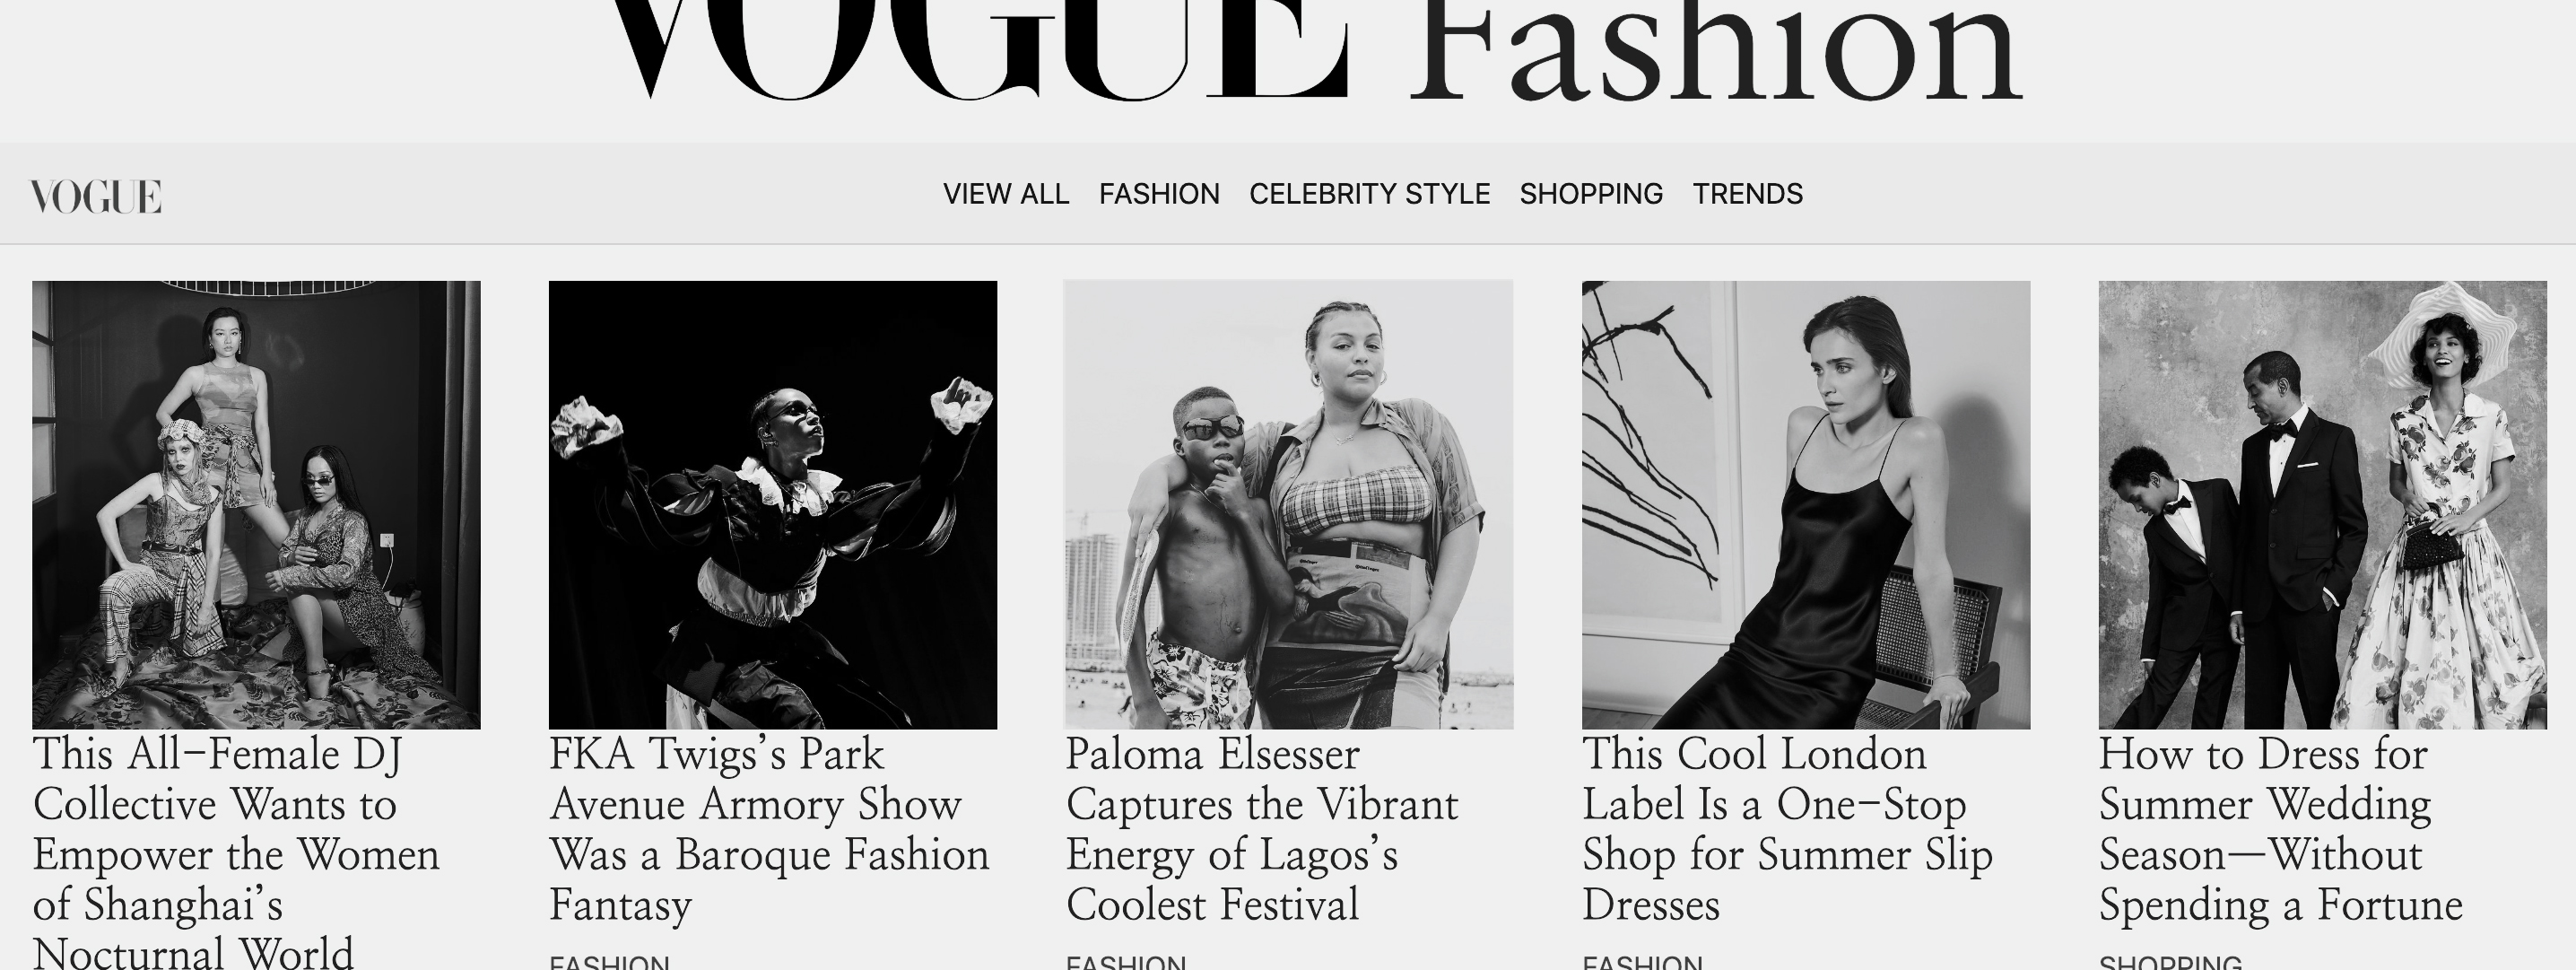 VOGUE Fashion
VOGUE
VIEW ALL FASHION CELEBRITY STYLE SHOPPING TRENDS
This All-Female DJ
Collective Wants to
Empower the Women
of Shanghai’s
Nocturnal World
FKA Twigs’s Park
Avenue Armory Show
Was a Baroque Fashion
Fantasy
FASHION
Paloma Elsesser
Captures the Vibrant
Energy of Lagos’s
Coolest Festival
FASHION
This Cool London
Label Is a One-Stop
Shop for Summer Slip
Dresses
FASHION
How to Dress for
Summer Wedding
Season—Without
Spending a Fortune
SHOPPING